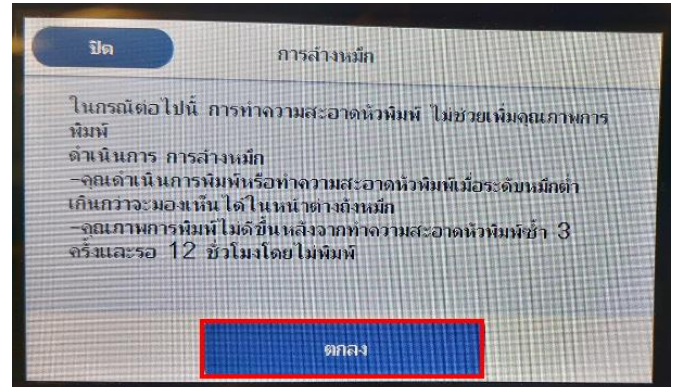 ปิด
การล้างหมึก
ในกรณีต่อไปนี้ การทำความสะอาดหัวพิมพ์ ไม่ช่วยเพิ่มคุณภาพการ
พิมพ์
ดำเนินการ การล้างหมึก
-คุณดำเนินการพิมพ์หรือทำความสะอาดหัวพิมพ์เมื่อระดับหมึกต่ำ
เกินกว่าจะมองเห็นได้ในหน้าต่างถังหมึก
-คุณภาพการพิมพ์ไม่ดีขึ้นหลังจากทำความสะอาดหัวพิมพ์ซ้ำ 3
ครั้งและรอ 12 ชั่วโมงโดยไม่พิมพ์
ตกลง